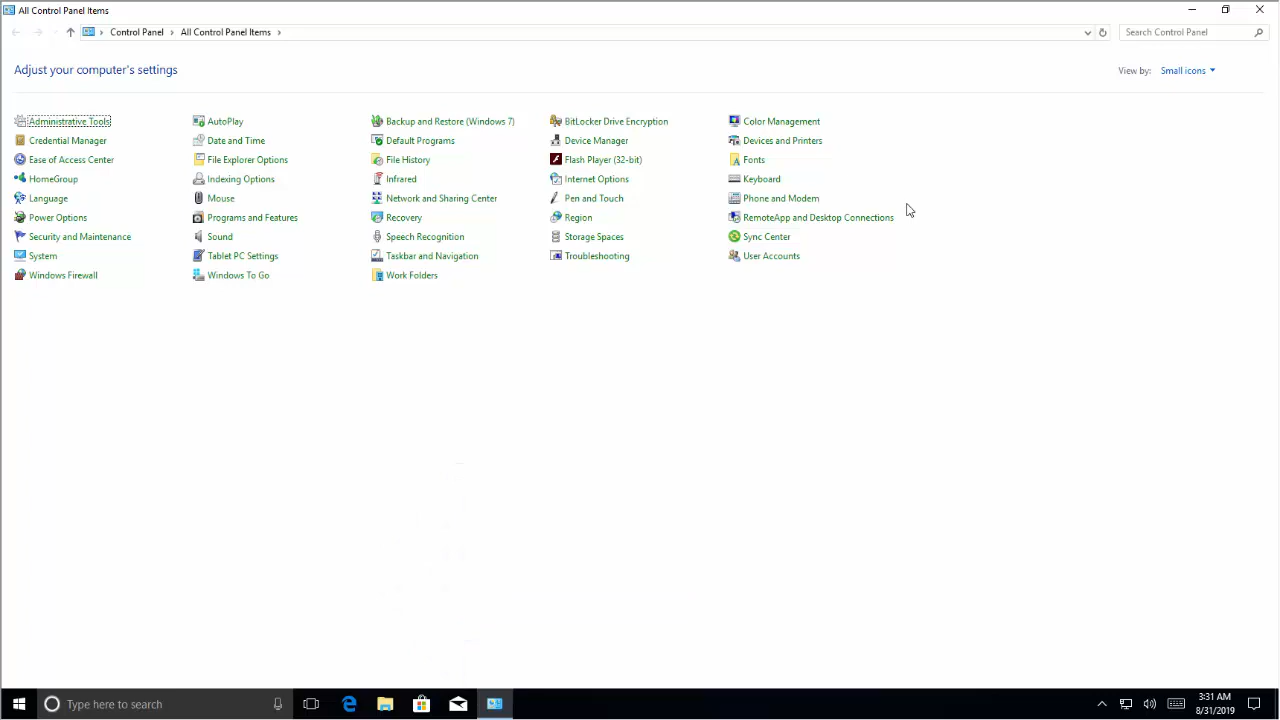 All Control Panel Items
Control Panel All Control Panel Items
Search Control Panel
Adjust your computer's settings
View by: Small icons
Administrative Tools AutoPlay Backup and Restore (Windows 7) BitLocker Drive Encryption Color Management
Credential Manager Date and Time Default Programs Device Manager Devices and Printers
Ease of Access Center File Explorer Options File History Flash Player (32-bit) Fonts
HomeGroup Indexing Options Infrared Internet Options Keyboard
Language Mouse Network and Sharing Center Pen and Touch Phone and Modem
Power Options Programs and Features Recovery Region RemoteApp and Desktop Connections
Security and Maintenance Sound Speech Recognition Storage Spaces Sync Center
System Tablet PC Settings Taskbar and Navigation Troubleshooting User Accounts
Windows Firewall Windows To Go Work Folders
Type here to search
3:31 AM
8/31/2019